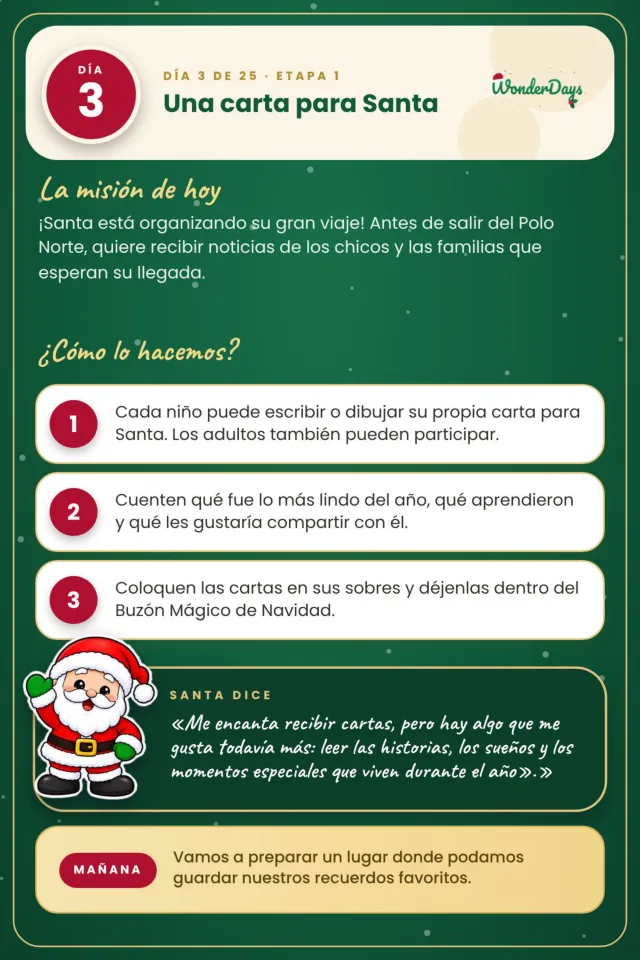 DÍA
3
DÍA 3 DE 25 · ETAPA 1
Una carta para Santa
WonderDays
La misión de hoy
¡Santa está organizando su gran viaje! Antes de salir del Polo
Norte, quiere recibir noticias de los chicos y las familias que
esperan su llegada.
¿Cómo lo hacemos?
1
Cada niño puede escribir o dibujar su propia carta para
Santa. Los adultos también pueden participar.
2
Cuenten qué fue lo más lindo del año, qué aprendieron
y qué les gustaría compartir con él.
3
Coloquen las cartas en sus sobres y déjenlas dentro del
Buzón Mágico de Navidad.
SANTA DICE
«Me encanta recibir cartas, pero hay algo que me
gusta todavía más: leer las historias, los sueños y los
momentos especiales que viven durante el año».»
MAÑANA
Vamos a preparar un lugar donde podamos
guardar nuestros recuerdos favoritos.